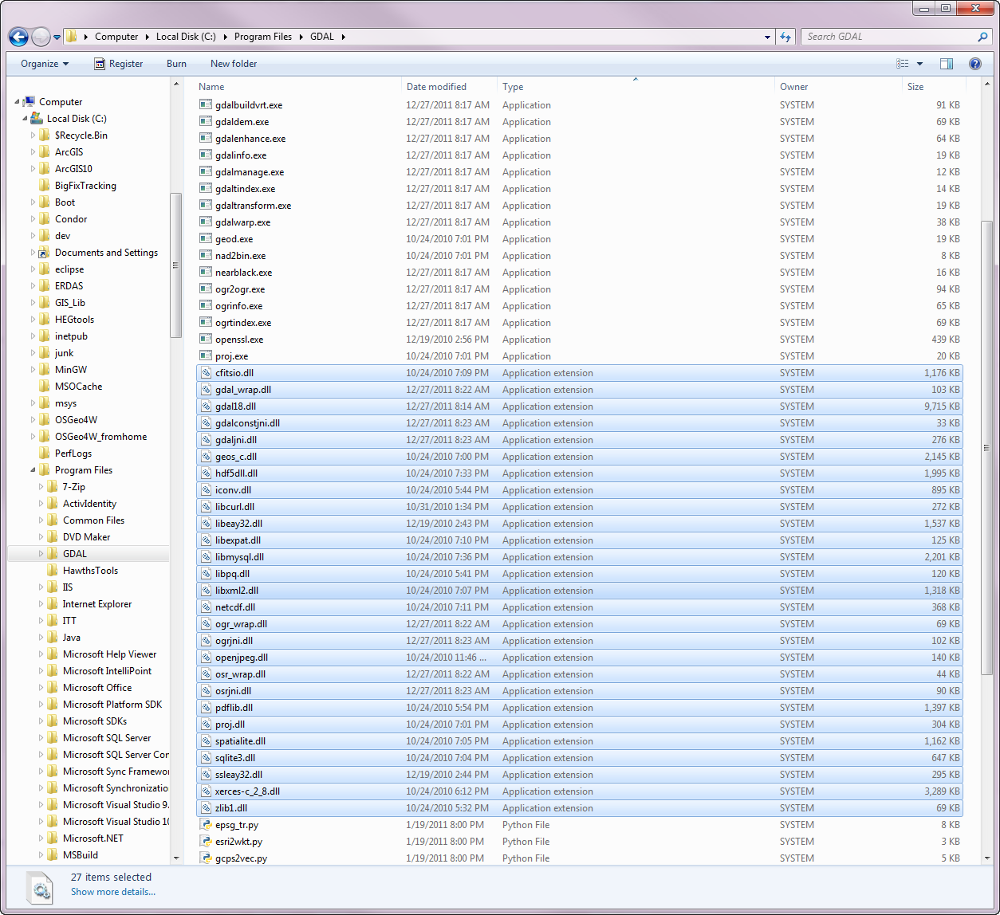 Computer Local Disk (C:) Program Files GDAL
Search GDAL
Organize Register Burn New folder
Computer
Local Disk (C:)
$Recycle.Bin
ArcGIS
ArcGIS10
BigFixTracking
Boot
Condor
dev
Documents and Settings
eclipse
ERDAS
GIS_Lib
HEGtools
inetpub
junk
MinGW
MSOCache
msys
OSGeo4W
OSGeo4W_fromhome
PerfLogs
Program Files
7-Zip
ActivIdentity
Common Files
DVD Maker
GDAL
HawthsTools
IIS
Internet Explorer
ITT
Java
Microsoft Help Viewer
Microsoft IntelliPoint
Microsoft Office
Microsoft Platform SDK
Microsoft SDKs
Microsoft SQL Server
Microsoft SQL Server Cor
Microsoft Sync Framewor
Microsoft Synchronizatio
Microsoft Visual Studio 9.
Microsoft Visual Studio 10
Microsoft.NET
MSBuild
Name Date modified Type Owner Size
gdalbuildvrt.exe 12/27/2011 8:17 AM Application SYSTEM 91 KB
gdaldem.exe 12/27/2011 8:17 AM Application SYSTEM 69 KB
gdalenhance.exe 12/27/2011 8:17 AM Application SYSTEM 64 KB
gdalinfo.exe 12/27/2011 8:17 AM Application SYSTEM 19 KB
gdalmanage.exe 12/27/2011 8:17 AM Application SYSTEM 12 KB
gdaltindex.exe 12/27/2011 8:17 AM Application SYSTEM 14 KB
gdaltransform.exe 12/27/2011 8:17 AM Application SYSTEM 19 KB
gdalwarp.exe 12/27/2011 8:17 AM Application SYSTEM 38 KB
geod.exe 10/24/2010 7:01 PM Application SYSTEM 19 KB
nad2bin.exe 10/24/2010 7:01 PM Application SYSTEM 8 KB
nearblack.exe 12/27/2011 8:17 AM Application SYSTEM 16 KB
ogr2ogr.exe 12/27/2011 8:17 AM Application SYSTEM 94 KB
ogrinfo.exe 12/27/2011 8:17 AM Application SYSTEM 65 KB
ogrtindex.exe 12/27/2011 8:17 AM Application SYSTEM 69 KB
openssl.exe 12/19/2010 2:56 PM Application SYSTEM 439 KB
proj.exe 10/24/2010 7:01 PM Application SYSTEM 20 KB
cfitsio.dll 10/24/2010 7:09 PM Application extension SYSTEM 1,176 KB
gdal_wrap.dll 12/27/2011 8:22 AM Application extension SYSTEM 103 KB
gdal18.dll 12/27/2011 8:14 AM Application extension SYSTEM 9,715 KB
gdalconstjni.dll 12/27/2011 8:23 AM Application extension SYSTEM 33 KB
gdaljni.dll 12/27/2011 8:23 AM Application extension SYSTEM 276 KB
geos_c.dll 10/24/2010 7:00 PM Application extension SYSTEM 2,145 KB
hdf5dll.dll 10/24/2010 7:33 PM Application extension SYSTEM 1,995 KB
iconv.dll 10/24/2010 5:44 PM Application extension SYSTEM 895 KB
libcurl.dll 10/31/2010 1:34 PM Application extension SYSTEM 272 KB
libeay32.dll 12/19/2010 2:43 PM Application extension SYSTEM 1,537 KB
libexpat.dll 10/24/2010 7:10 PM Application extension SYSTEM 125 KB
libmysql.dll 10/24/2010 7:36 PM Application extension SYSTEM 2,201 KB
libpq.dll 10/24/2010 5:41 PM Application extension SYSTEM 120 KB
libxml2.dll 10/24/2010 7:07 PM Application extension SYSTEM 1,318 KB
netcdf.dll 10/24/2010 7:11 PM Application extension SYSTEM 368 KB
ogr_wrap.dll 12/27/2011 8:22 AM Application extension SYSTEM 69 KB
ogrjni.dll 12/27/2011 8:23 AM Application extension SYSTEM 102 KB
openjpeg.dll 10/24/2010 11:46 ... Application extension SYSTEM 140 KB
osr_wrap.dll 12/27/2011 8:22 AM Application extension SYSTEM 44 KB
osrjni.dll 12/27/2011 8:23 AM Application extension SYSTEM 90 KB
pdflib.dll 10/24/2010 5:54 PM Application extension SYSTEM 1,397 KB
proj.dll 10/24/2010 7:01 PM Application extension SYSTEM 304 KB
spatialite.dll 10/24/2010 7:05 PM Application extension SYSTEM 1,162 KB
sqlite3.dll 10/24/2010 7:04 PM Application extension SYSTEM 647 KB
ssleay32.dll 12/19/2010 2:44 PM Application extension SYSTEM 295 KB
xerces-c_2_8.dll 10/24/2010 6:12 PM Application extension SYSTEM 3,289 KB
zlib1.dll 10/24/2010 5:32 PM Application extension SYSTEM 69 KB
epsg_tr.py 1/19/2011 8:00 PM Python File SYSTEM 8 KB
esri2wkt.py 1/19/2011 8:00 PM Python File SYSTEM 3 KB
gcps2vec.py 1/19/2011 8:00 PM Python File SYSTEM 5 KB
27 items selected
Show more details...